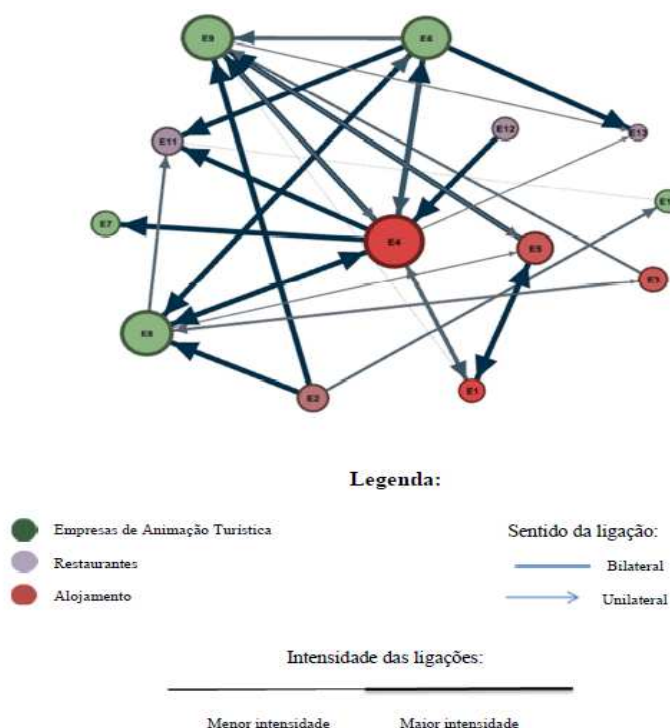 E9
E6
E11
E12
E13
E7
E4
E5
E3
E8
E2
E1
Legenda:
Empresas de Animação Turística
Restaurantes
Alojamento
Sentido da ligação:
Bilateral
Unilateral
Intensidade das ligações:
Menor intensidade
Maior intensidade